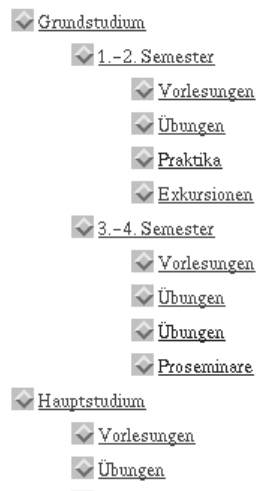 Grundstudium
1.-2. Semester
Vorlesungen
Übungen
Praktika
Exkursionen
3.-4. Semester
Vorlesungen
Übungen
Übungen
Proseminare
Hauptstudium
Vorlesungen
Übungen